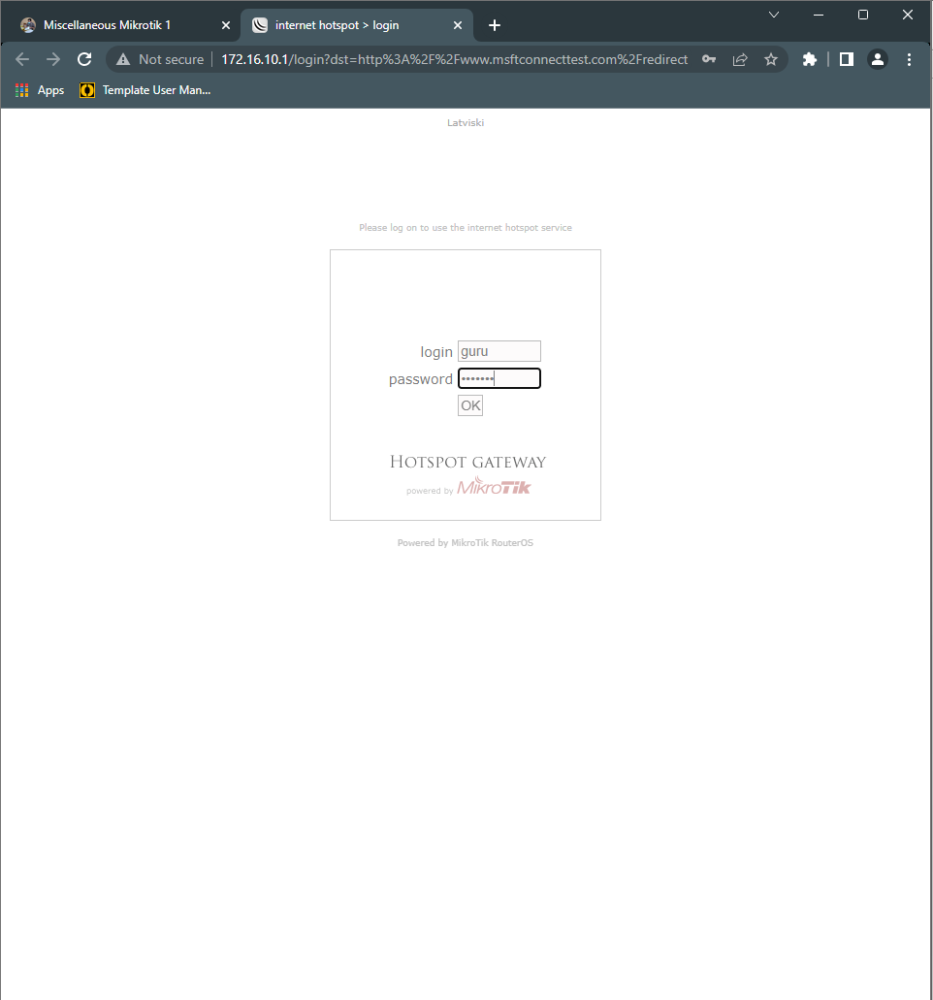 Miscellaneous Mikrotik 1
internet hotspot > login
Not secure
172.16.10.1/login?dst=http%3A%2F%2Fwww.msftconnecttest.com%2Fredirect
Apps
Template User Man...
Latviski
Please log on to use the internet hotspot service
login guru
password •••••••
OK
HOTSPOT GATEWAY
powered by MikroTik
Powered by MikroTik RouterOS